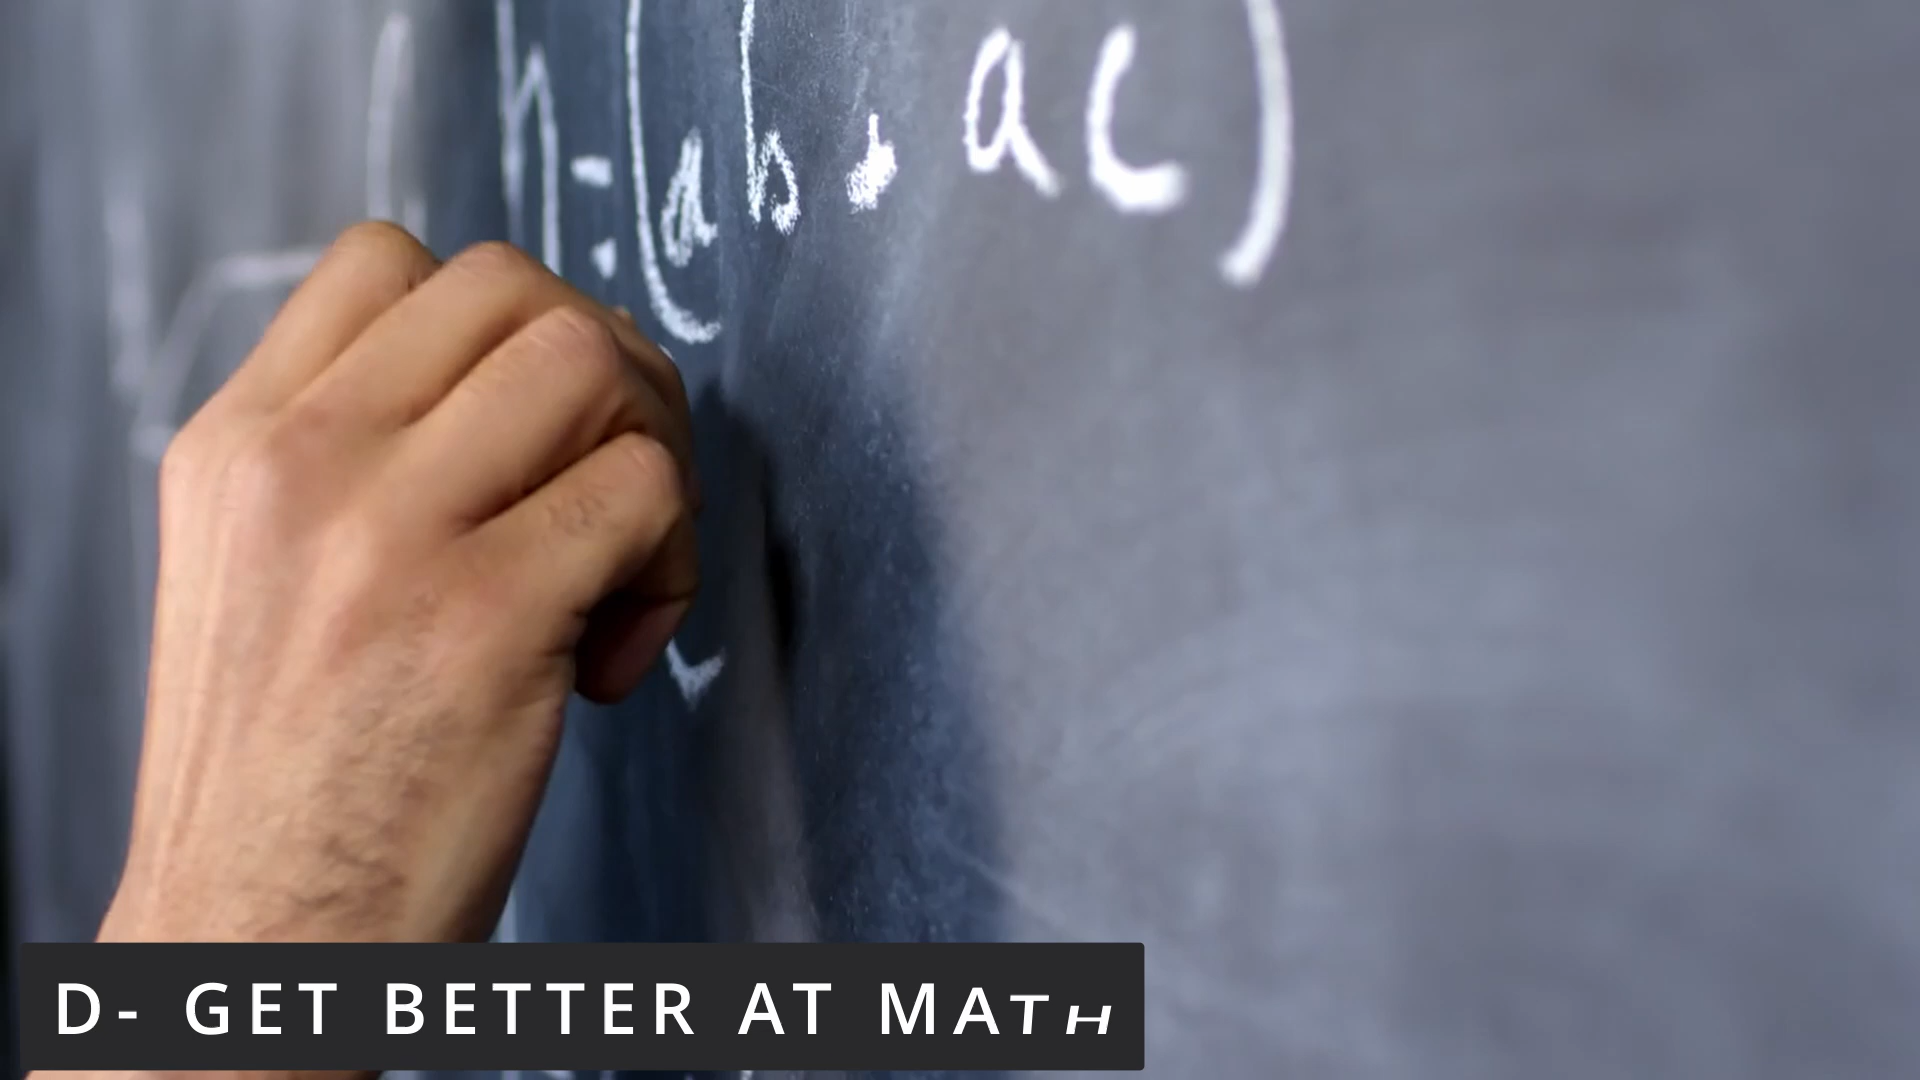 h = (ab, ac)
D- GET BETTER AT MATH